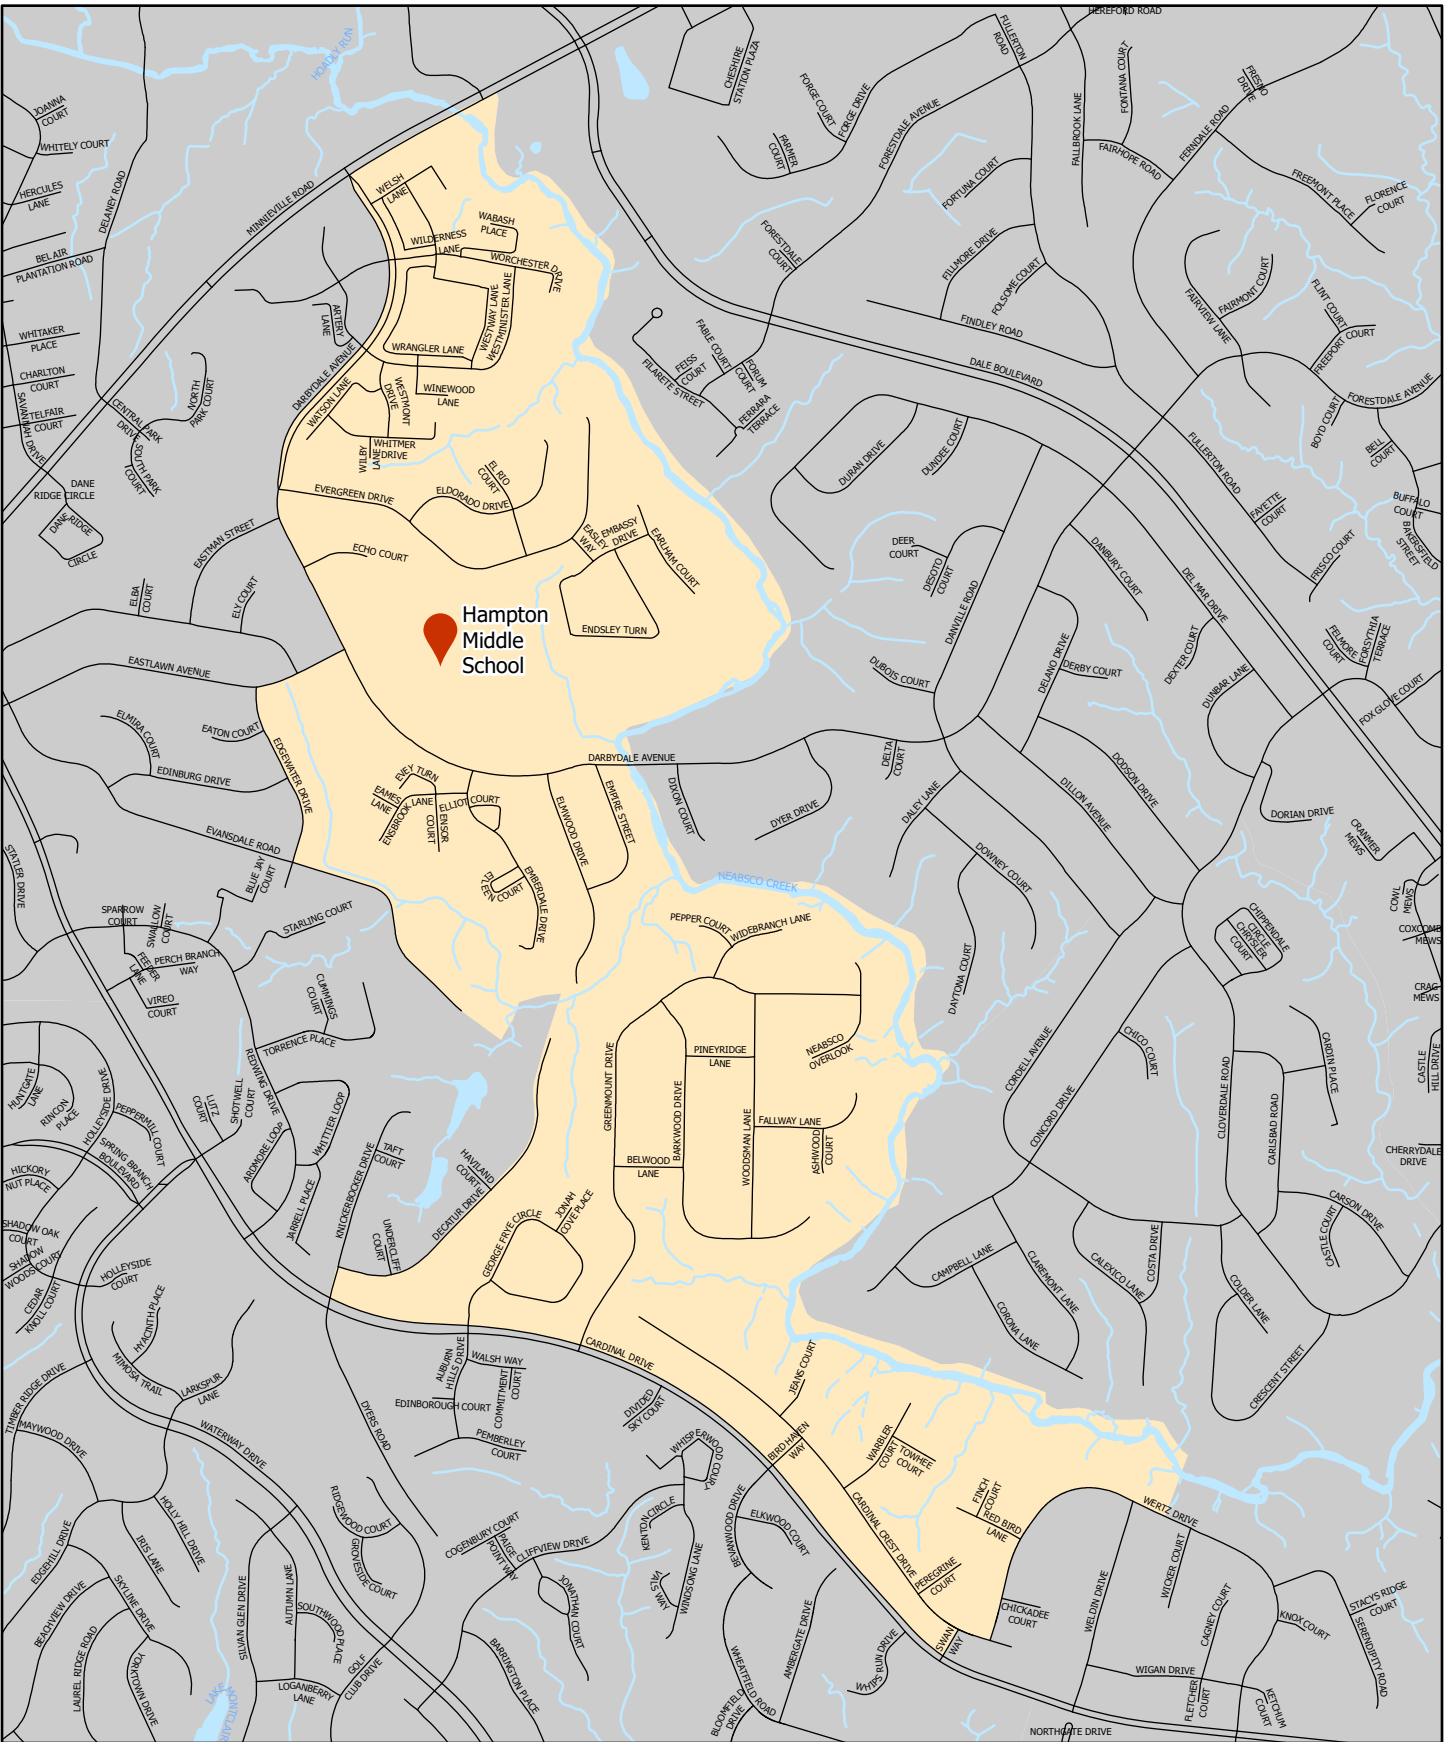 HEREFORD ROAD
HOADLY RUN
CHESHIRE
STATION PLAZA
FULLERTON
ROAD
FONTANA COURT
FRESNO
DRIVE
JOANNA
COURT
FORGE COURT
FORGE DRIVE
FORESTDALE AVENUE
FALLBROOK LANE
FERNDALE ROAD
WHITELY COURT
FARMER
COURT
FAIRHOPE ROAD
HERCULES
LANE
DELANEY ROAD
MINNIEVILLE ROAD
WELSH
LANE
FORTUNA COURT
FREEMONT PLACE
FLORENCE
COURT
WABASH
PLACE
WILDERNESS
LANE
FORESTDALE
COURT
FILLMORE DRIVE
BEL AIR
PLANTATION ROAD
WORCHESTER DRIVE
FOLSOME COURT
FAIRMONT COURT
FAIRVIEW LANE
FLINT COURT
WESTWAY LANE
WESTMINISTER LANE
ARTERY
LANE
WHITAKER
PLACE
FABLE COURT
FINDLEY ROAD
FREEPORT COURT
WRANGLER LANE
FEISS
COURT
FORUM
COURT
DALE BOULEVARD
CHARLTON
COURT
NORTH
PARK COURT
DARBYDALE AVENUE
WATSON LANE
WESTMONT
DRIVE
WINEWOOD
LANE
FILARETE STREET
FERRARA
TERRACE
FORESTDALE AVENUE
SAVANNAH DRIVE
TELFAIR
COURT
CENTRAL PARK
DRIVE
BOYD COURT
BELL
COURT
SOUTH PARK
COURT
WHITMER
DRIVE
WILBY
LANE
DURAN DRIVE
DUNDEE COURT
FULLERTON ROAD
DANE
RIDGE CIRCLE
EVERGREEN DRIVE
EL RIO
COURT
ELDORADO DRIVE
FAYETTE
COURT
BUFFALO
COURT
DANE RIDGE
CIRCLE
EASTMAN STREET
ECHO COURT
EASLEY
WAY
EMBASSY
DRIVE
EARLHAM COURT
DEER
COURT
DESOTO
COURT
DANBURY COURT
DEL MAR DRIVE
FRISCO COURT
BAKERSFIELD
STREET
ELBA
COURT
ELY COURT
DANVILLE ROAD
Hampton
Middle
School
ENDSLEY TURN
FELMORE
COURT
FORSYTHIA
TERRACE
EASTLAWN AVENUE
DUBOIS COURT
DELANO DRIVE
DERBY COURT
DEXTER COURT
DUNBAR LANE
FOX GLOVE COURT
ELMIRA COURT
EATON COURT
EDGEWATER DRIVE
DARBYDALE AVENUE
DELTA
COURT
EDINBURG DRIVE
EVEY TURN
EAMES
LANE
ENSBROOK LANE
ELLIOT COURT
ENSOR
COURT
ELMWOOD DRIVE
EMPIRE STREET
DIXON COURT
DYER DRIVE
DALEY LANE
DILLON AVENUE
DODSON DRIVE
DORIAN DRIVE
EVANSDALE ROAD
CRANMER
MEWS
STATLER DRIVE
BLUE JAY
COURT
EILEEN
COURT
EMBERDALE DRIVE
NEABSCO CREEK
DOWNEY COURT
COWL
MEWS
SPARROW
COURT
SWALLOW
COURT
STARLING COURT
PEPPER COURT
WIDEBRANCH LANE
CHIPPENDALE
CIRCLE
CHRYSLER
COURT
COXCOMB
MEWS
FEEDER
LANE
PERCH BRANCH
WAY
DAYTONA COURT
VIREO
COURT
CUMMINGS
COURT
CRAG
MEWS
TORRENCE PLACE
REDWING DRIVE
GREENMOUNT DRIVE
PINEYRIDGE
LANE
NEABSCO
OVERLOOK
CORDELL AVENUE
CHICO COURT
CARDIN PLACE
CASTLE
HILL DRIVE
HUNTGATE
LANE
RINCON
PLACE
HOLLEYSIDE DRIVE
PEPPERMILL COURT
LUTZ
COURT
SHOTWELL
COURT
WHITTIER LOOP
BARKWOOD DRIVE
WOODSMAN LANE
FALLWAY LANE
ASHWOOD
COURT
CONCORD DRIVE
CLOVERDALE ROAD
CARLSBAD ROAD
SPRING BRANCH
BOULEVARD
ARDMORE LOOP
TAFT
COURT
HAVILAND
COURT
BELWOOD
LANE
CHERRYDALE
DRIVE
HICKORY
NUT PLACE
JARRELL PLACE
KNICKERBOCKER DRIVE
UNDERCLIFF
COURT
DECATUR DRIVE
GEORGE FRYE CIRCLE
JONAH
COVE PLACE
CARSON DRIVE
CASTLE COURT
SHADOW OAK
COURT
SHADOW
WOODS COURT
CEDAR
KNOLL COURT
HOLLEYSIDE
COURT
CAMPBELL LANE
CLAREMONT LANE
CALEXICO LANE
COSTA DRIVE
COLDER LANE
HYACINTH PLACE
MIMOSA TRAIL
CORONA LANE
CARDINAL DRIVE
AUBURN
HILLS DRIVE
WALSH WAY
COMMITMENT
COURT
JEANS COURT
CRESCENT STREET
TIMBER RIDGE DRIVE
LARKSPUR
LANE
EDINBOROUGH COURT
DIVIDED
SKY COURT
MAYWOOD DRIVE
WATERWAY DRIVE
DYERS ROAD
PEMBERLEY
COURT
WHISPERWOOD COURT
BIRD HAVEN
WAY
WARBLER
COURT
TOWHEE
COURT
RIDGEWOOD COURT
FINCH
COURT
RED BIRD
LANE
WERTZ DRIVE
HOLLY HILL DRIVE
IRIS LANE
EDGEHILL DRIVE
COGENBURY COURT
PAIGE
POINT WAY
CLIFFVIEW DRIVE
KENTON CIRCLE
BEVANWOOD DRIVE
ELKWOOD COURT
CARDINAL CREST DRIVE
GROVESIDE COURT
PEREGRINE
COURT
WICKER COURT
BEACHVIEW DRIVE
SKYLINE DRIVE
SILVAN GLEN DRIVE
AUTUMN LANE
SOUTHWOOD PLACE
JONATHAN COURT
VALS WAY
WINDSONG LANE
CHICKADEE
COURT
WELDIN DRIVE
CAGNEY COURT
KNOX COURT
STACYS RIDGE
COURT
SERENDIPITY ROAD
LAUREL RIDGE ROAD
YORKTOWN DRIVE
BARRINGTON PLACE
WHEATFIELD ROAD
AMBERGATE DRIVE
SAIHM RUN DRIVE
SWAN
WAY
GOLF
CLUB DRIVE
LOGANBERRY
LANE
WIGAN DRIVE
LAKE
MONTCLAIR
BLOOMFIELD
DRIVE
FLETCHER
COURT
KETCHUM
COURT
NORTHGATE DRIVE